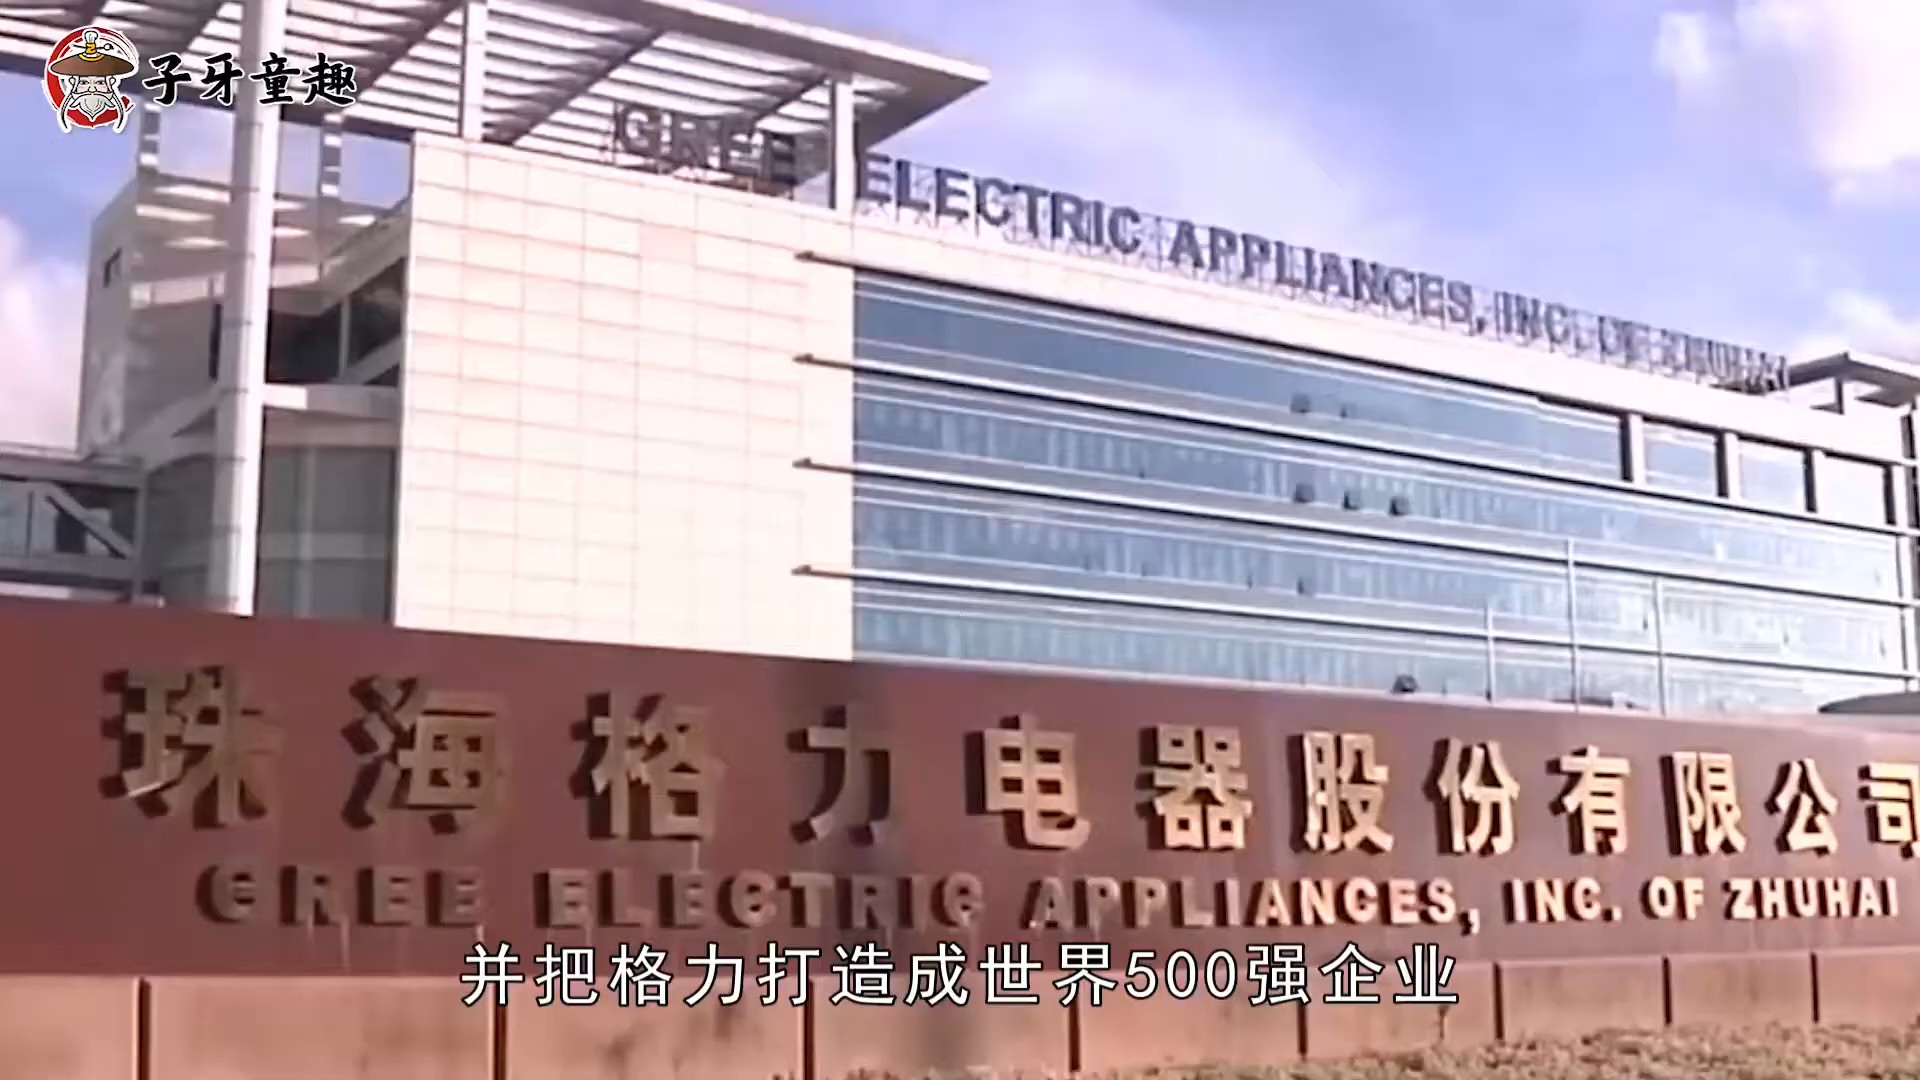 子牙童趣
GREE ELECTRIC APPLIANCES, INC. OF ZHUHAI
珠海格力电器股份有限公司
GREE ELECTRIC APPLIANCES, INC. OF ZHUHAI
并把格力打造成世界500强企业